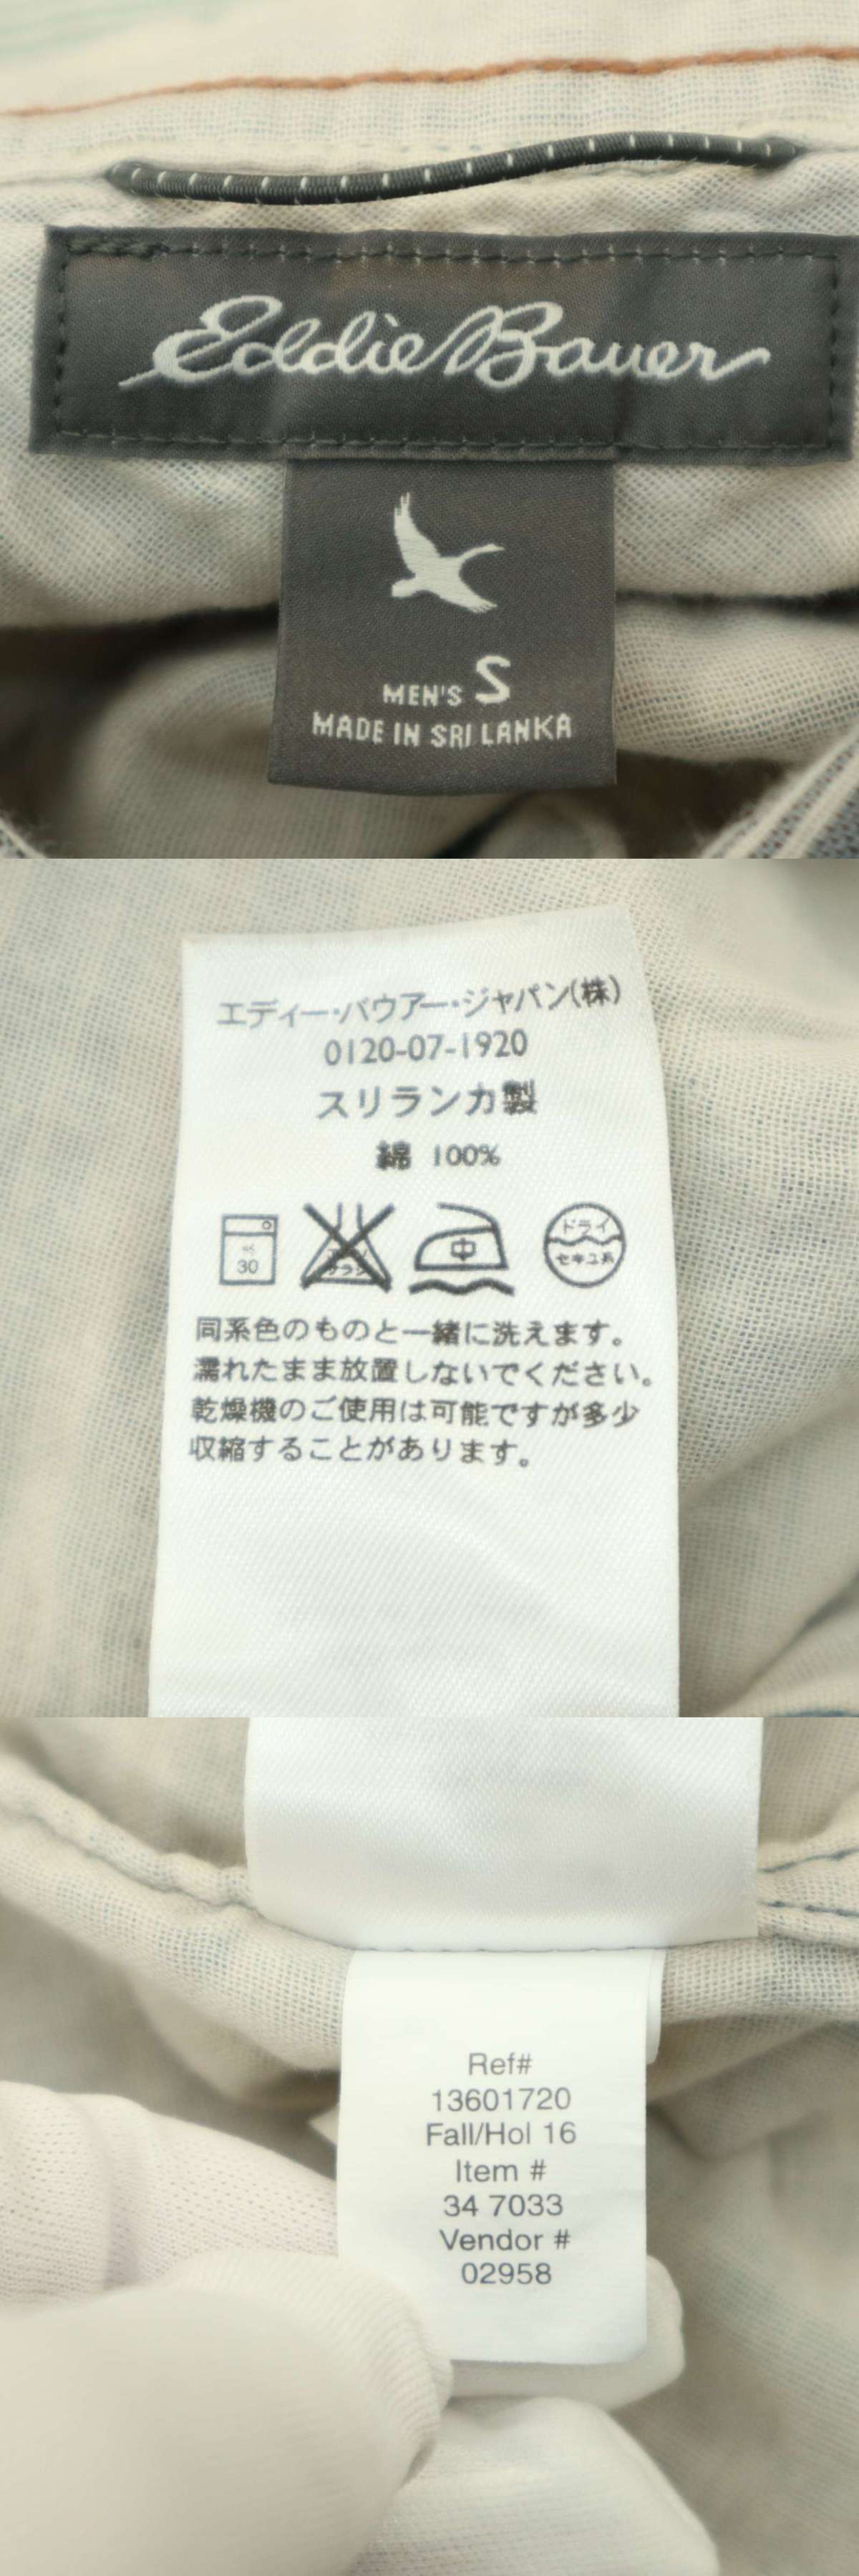 Eddie Bauer
MEN'S S
MADE IN SRI LANKA
エディー・バウアー・ジャパン(株)
0120-07-1920
スリランカ製
綿 100%
30
中
ドライ
セキユ系
同系色のものと一緒に洗えます。
濡れたまま放置しないでください。
乾燥機のご使用は可能ですが多少
収縮することがあります。
Ref#
13601720
Fall/Hol 16
Item #
34 7033
Vendor #
02958